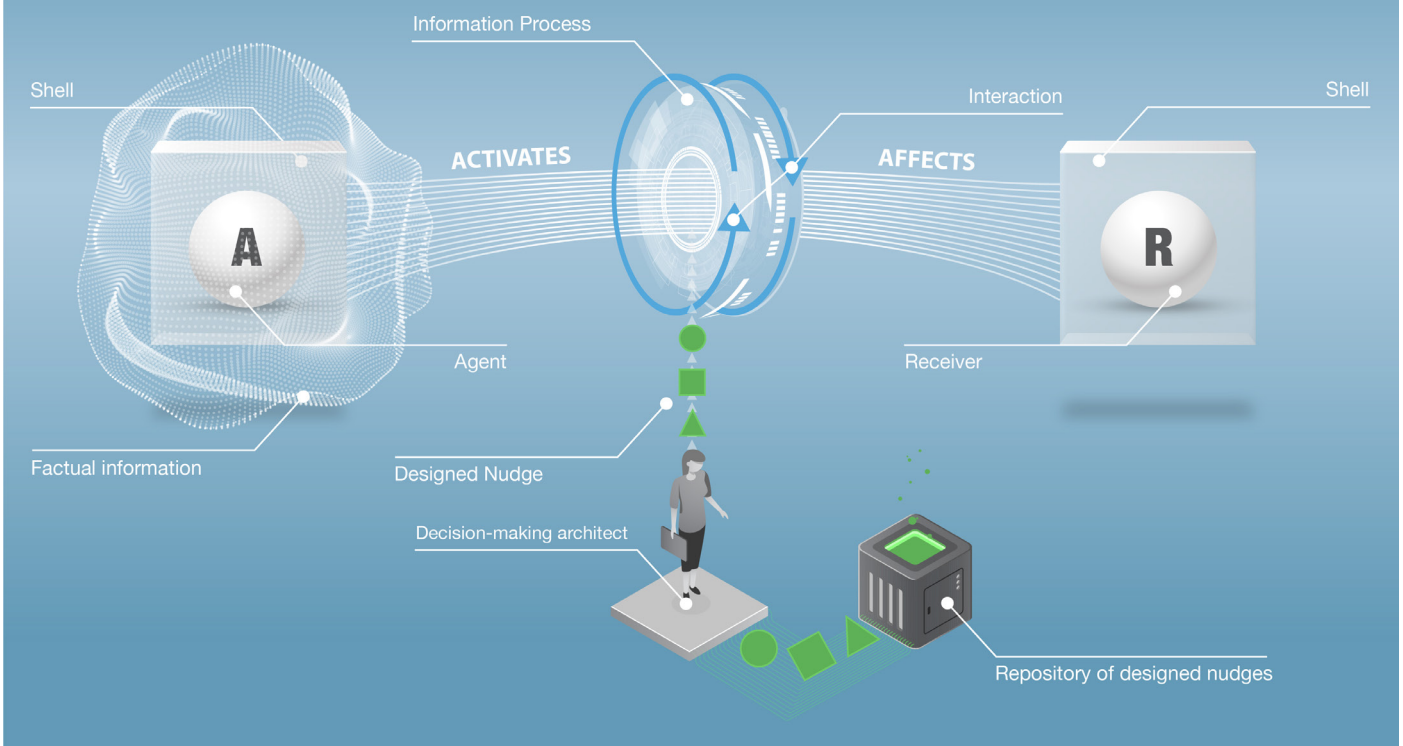 Information Process
Shell
Interaction
Shell
ACTIVATES
AFFECTS
A
R
Agent
Receiver
Factual information
Designed Nudge
Decision-making architect
Repository of designed nudges